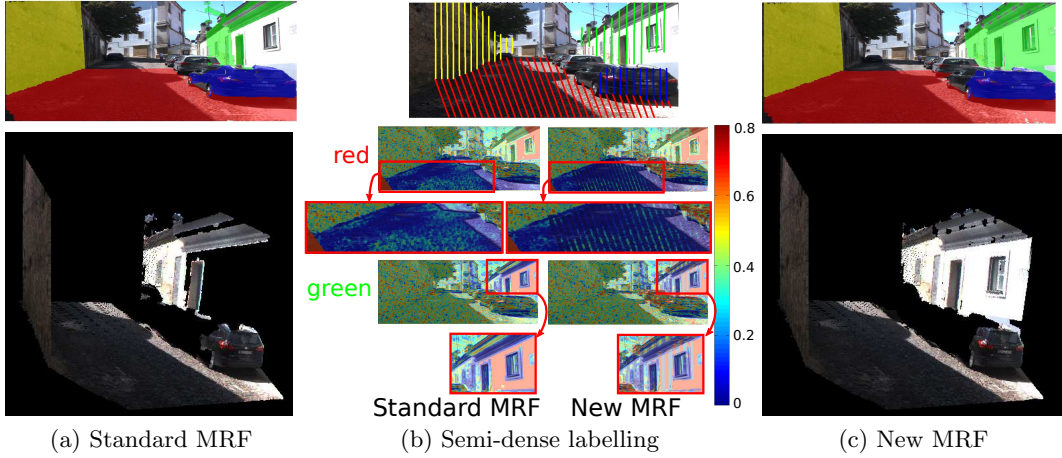 red
green
0.8
0.6
0.4
0.2
0
Standard MRF
New MRF
(a) Standard MRF
(b) Semi-dense labelling
(c) New MRF